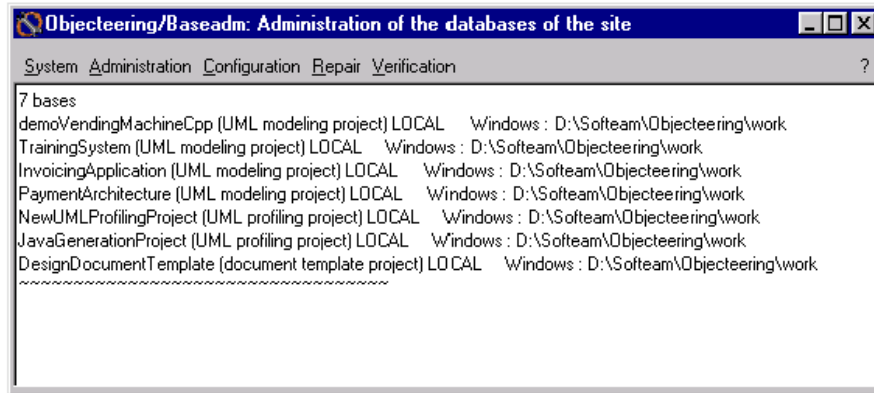 Objecteering/Baseadm: Administration of the databases of the site
System Administration Configuration Repair Verification ?
7 bases
demoVendingMachineCpp (UML modeling project) LOCAL Windows : D:\Softeam\Objecteering\work
TrainingSystem (UML modeling project) LOCAL Windows : D:\Softeam\Objecteering\work
InvoicingApplication (UML modeling project) LOCAL Windows : D:\Softeam\Objecteering\work
PaymentArchitecture (UML modeling project) LOCAL Windows : D:\Softeam\Objecteering\work
NewUMLProfilingProject (UML profiling project) LOCAL Windows : D:\Softeam\Objecteering\work
JavaGenerationProject (UML profiling project) LOCAL Windows : D:\Softeam\Objecteering\work
DesignDocumentTemplate (document template project) LOCAL Windows : D:\Softeam\Objecteering\work
~~~~~~~~~~~~~~~~~~~~~~~~~~~~~~~~~~